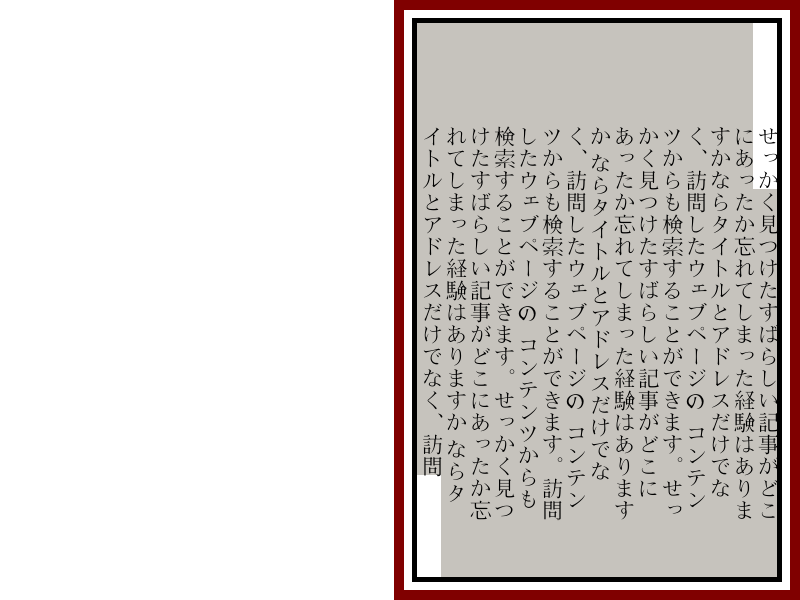 せっかく見つけたすばらしい記事がどこ
にあったか忘れてしまった経験はありま
すかならタイトルとアドレスだけでな
く、訪問したウェブページの コンテン
ツからも検索することができます。せっ
かく見つけたすばらしい記事がどこに
あったか忘れてしまった経験はあります
か ならタイトルとアドレスだけでな
く、訪問したウェブページの コンテン
ツからも検索することができます。訪問
したウェブページの コンテンツからも
検索することができます。せっかく見つ
けたすばらしい記事がどこにあったか忘
れてしまった経験はありますか ならタ
イトルとアドレスだけでなく、訪問